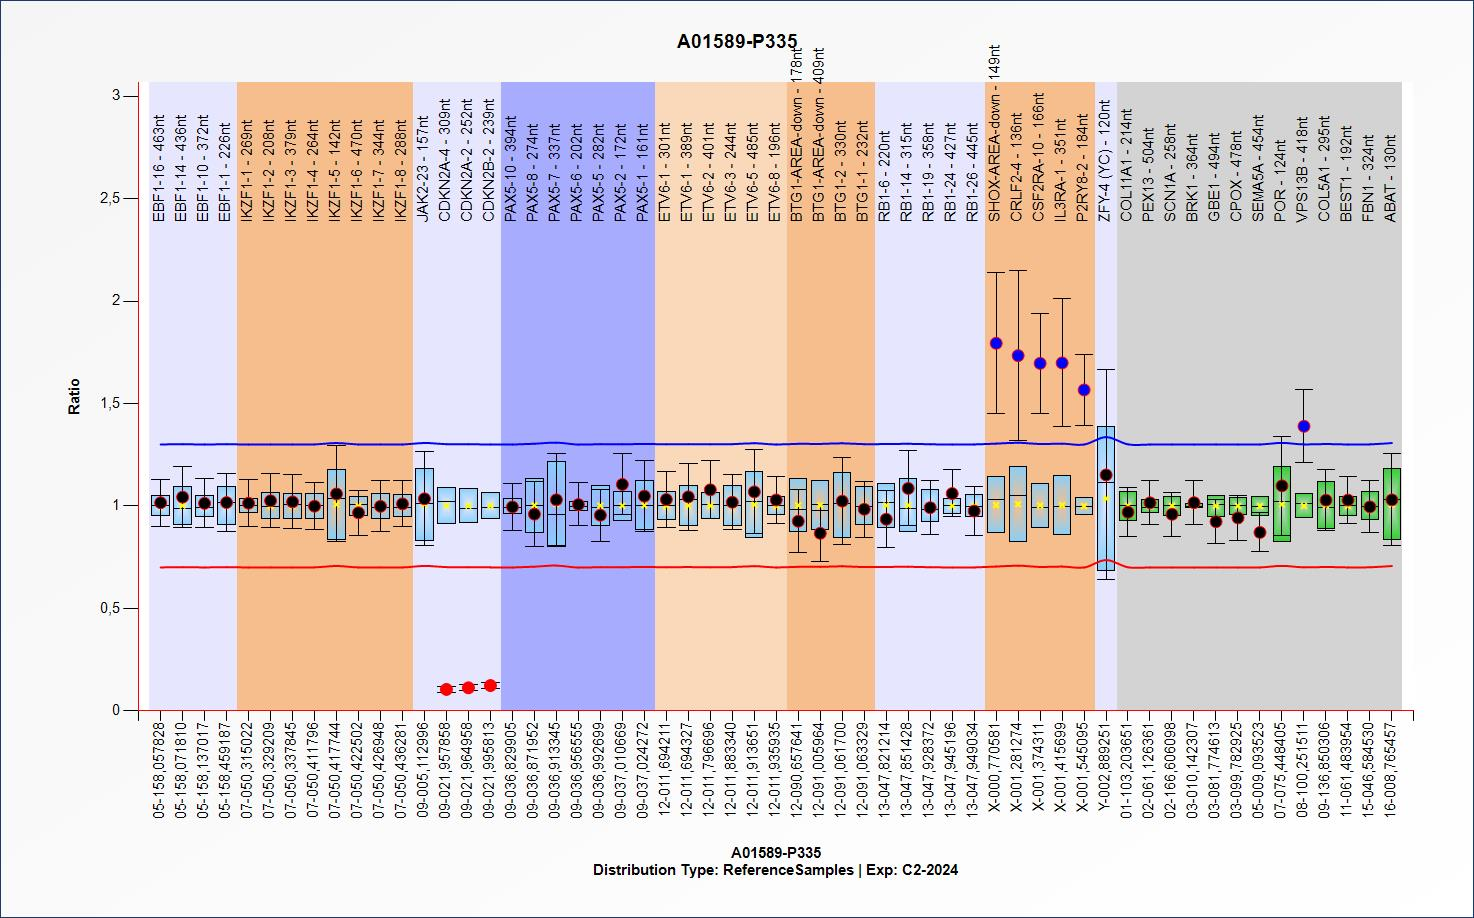 A01589-P335
Ratio
3
2,5
2
1,5
1
0,5
0
EBF1-16 - 463nt
EBF1-14 - 436nt
EBF1-10 - 372nt
EBF1-1 - 226nt
IKZF1-1 - 269nt
IKZF1-2 - 208nt
IKZF1-3 - 379nt
IKZF1-4 - 264nt
IKZF1-5 - 142nt
IKZF1-6 - 470nt
IKZF1-7 - 344nt
IKZF1-8 - 288nt
JAK2-23 - 157nt
CDKN2A-4 - 309nt
CDKN2A-2 - 252nt
CDKN2B-2 - 239nt
PAX5-10 - 394nt
PAX5-8 - 274nt
PAX5-7 - 337nt
PAX5-6 - 202nt
PAX5-5 - 282nt
PAX5-2 - 172nt
PAX5-1 - 161nt
ETV6-1 - 301nt
ETV6-1 - 389nt
ETV6-2 - 401nt
ETV6-3 - 244nt
ETV6-5 - 485nt
ETV6-8 - 196nt
BTG1-AREA-down - 178nt
BTG1-AREA-down - 409nt
BTG1-2 - 330nt
BTG1-1 - 232nt
RB1-6 - 220nt
RB1-14 - 315nt
RB1-19 - 358nt
RB1-24 - 427nt
RB1-26 - 445nt
SHOX-AREA-down - 149nt
CRLF2-4 - 136nt
CSF2RA-10 - 166nt
IL3RA-1 - 351nt
P2RY8-2 - 184nt
ZFY-4 (YC) - 120nt
COL11A1 - 214nt
PEX13 - 504nt
SCN1A - 258nt
BRK1 - 364nt
GBE1 - 494nt
CPOX - 478nt
SEMA5A - 454nt
POR - 124nt
VPS13B - 418nt
COL5A1 - 295nt
BEST1 - 192nt
FBN1 - 324nt
ABAT - 130nt
05-158,057828
05-158,071810
05-158,137017
05-158,459187
07-050,315022
07-050,329209
07-050,337845
07-050,411796
07-050,417744
07-050,422502
07-050,426948
07-050,436281
09-005,112996
09-021,957858
09-021,964958
09-021,995813
09-036,829905
09-036,871952
09-036,913345
09-036,956555
09-036,992699
09-037,010669
09-037,024272
12-011,694211
12-011,694327
12-011,796696
12-011,883340
12-011,913651
12-011,935935
12-090,657641
12-091,005964
12-091,061700
12-091,063329
13-047,821214
13-047,851428
13-047,928372
13-047,945196
13-047,949034
X-000,770581
X-001,281274
X-001,374311
X-001,415699
X-001,545095
Y-002,889251
01-103,203651
02-061,126361
02-166,606098
03-010,142307
03-081,774613
03-099,782925
05-009,093523
07-075,448405
08-100,251511
09-136,850306
11-061,483954
15-046,584530
16-008,765457
A01589-P335
Distribution Type: ReferenceSamples | Exp: C2-2024